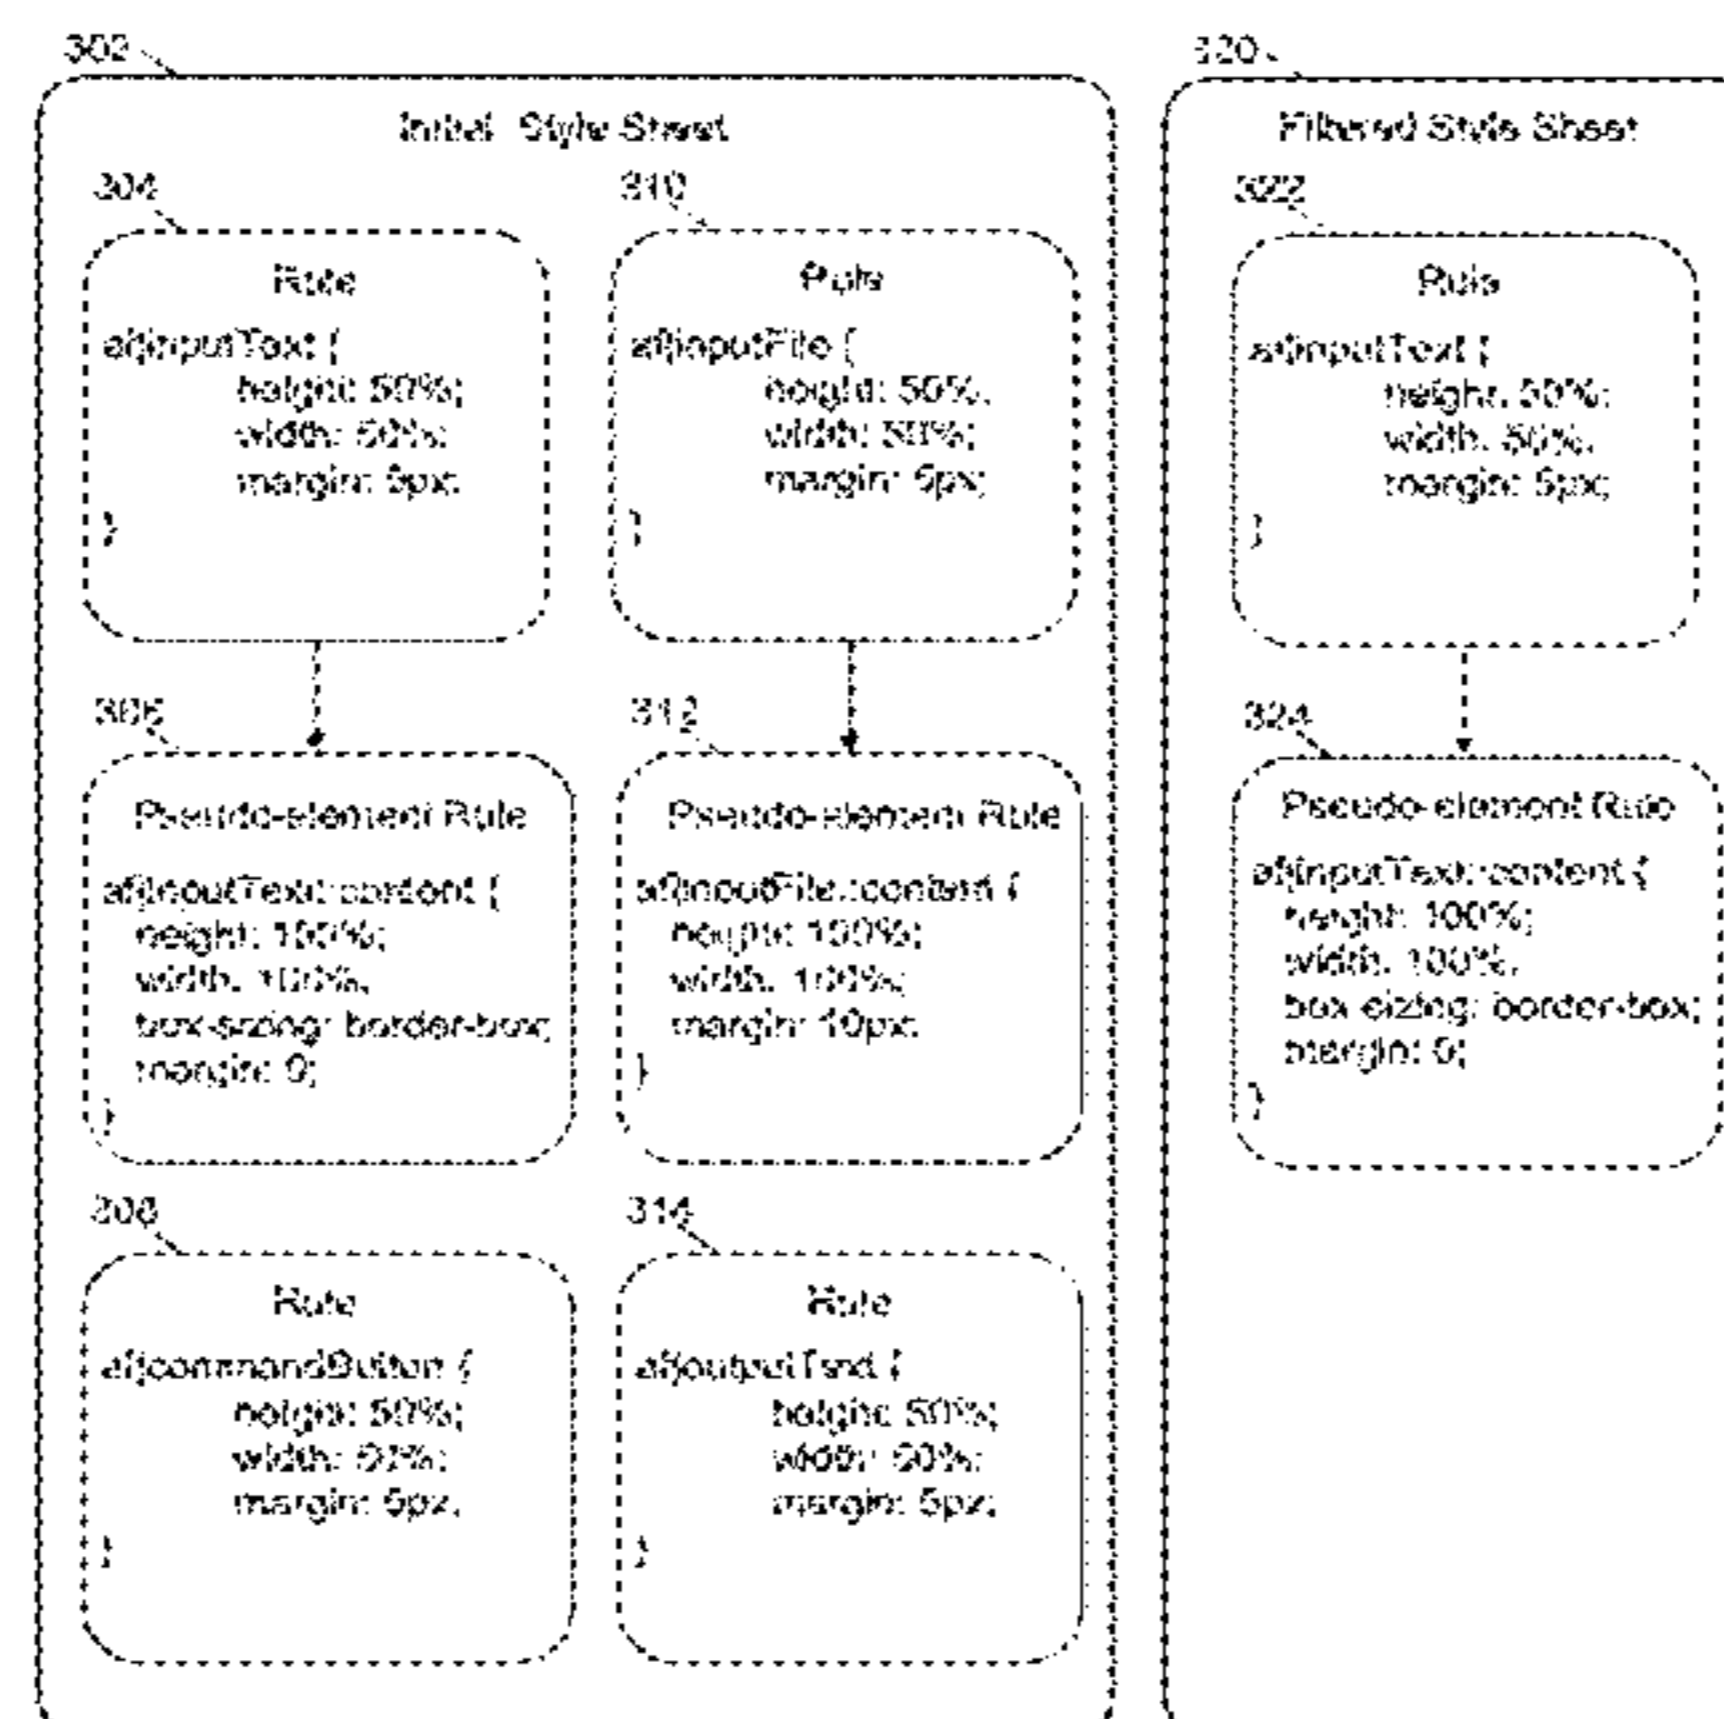 302
Initial Style Sheet
304
Rule
af|inputText {
height: 50%;
width: 50%;
margin: 5px;
}
310
Rule
af|inputFile {
height: 50%;
width: 50%;
margin: 5px;
}
306
Pseudo-element Rule
af|inputText::content {
height: 100%;
width: 100%;
box-sizing: border-box;
margin: 0;
}
312
Pseudo-element Rule
af|inputFile::content {
height: 100%;
width: 100%;
margin: 10px;
}
308
Rule
af|commandButton {
height: 50%;
width: 50%;
margin: 5px;
}
314
Rule
af|outputText {
height: 50%;
width: 50%;
margin: 5px;
}
320
Filtered Style Sheet
322
Rule
af|inputText {
height: 50%;
width: 50%;
margin: 5px;
}
324
Pseudo-element Rule
af|inputText::content {
height: 100%;
width: 100%;
box-sizing: border-box;
margin: 0;
}